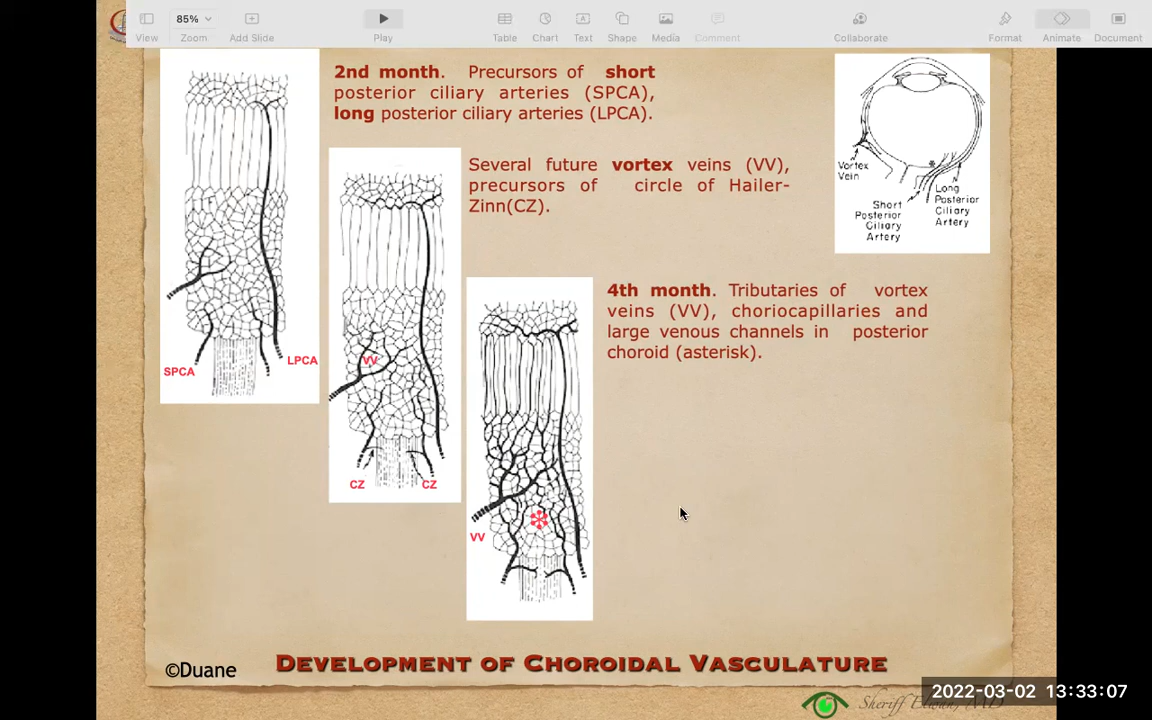 85%
View
Zoom
Add Slide
Play
Table
Chart
Text
Shape
Media
Comment
Collaborate
Format
Animate
Document
2nd month. Precursors of short
posterior ciliary arteries (SPCA),
long posterior ciliary arteries (LPCA).
Several future vortex veins (VV),
precursors of circle of Hailer-
Zinn(CZ).
Vortex
Vein
Short
Posterior
Ciliary
Artery
Long
Posterior
Ciliary
Artery
4th month. Tributaries of vortex
veins (VV), choriocapillaries and
large venous channels in posterior
choroid (asterisk).
SPCA
LPCA
VV
CZ
CZ
VV
©Duane
Development of Choroidal Vasculature
Sheriff Elwan, MD
2022-03-02 13:33:07